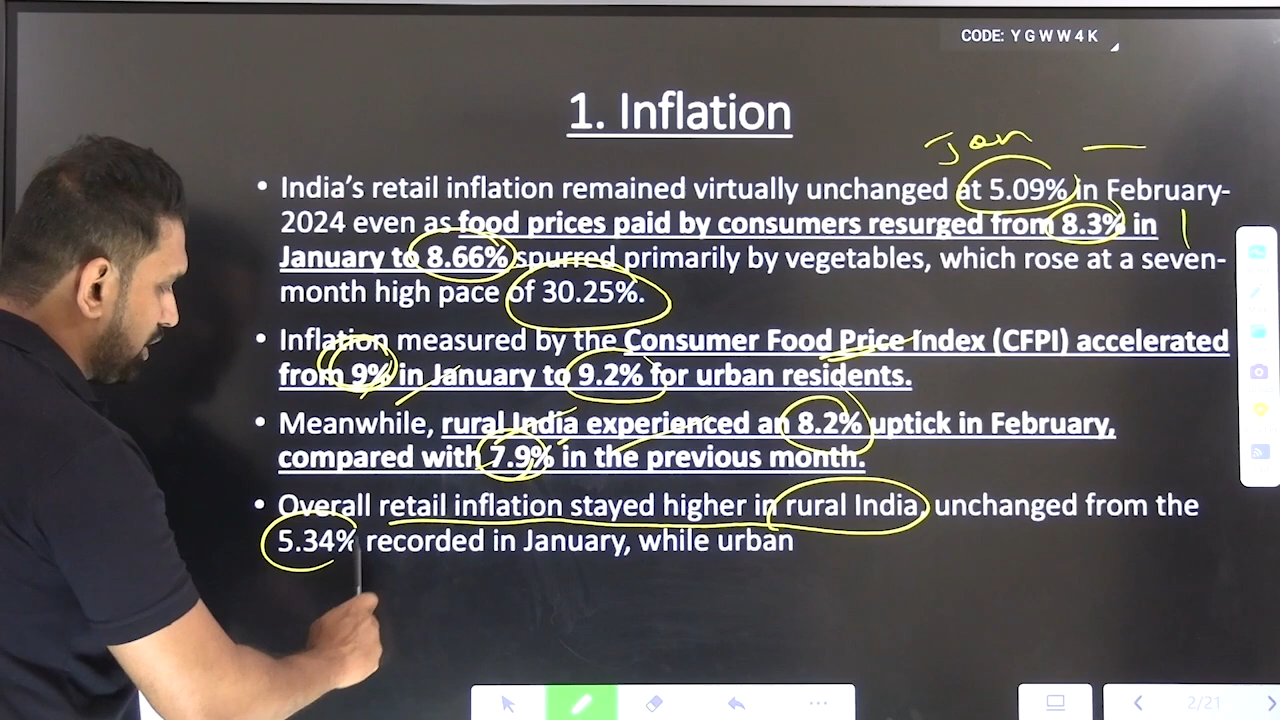 CODE: Y G W W 4 K
1. Inflation
Jan —
• India's retail inflation remained virtually unchanged at 5.09% in February-
2024 even as food prices paid by consumers resurged from 8.3% in
January to 8.66% spurred primarily by vegetables, which rose at a seven-
month high pace of 30.25%.
• Inflation measured by the Consumer Food Price Index (CFPI) accelerated
from 9% in January to 9.2% for urban residents.
• Meanwhile, rural India experienced an 8.2% uptick in February,
compared with 7.9% in the previous month.
• Overall retail inflation stayed higher in rural India, unchanged from the
5.34% recorded in January, while urban
2/21